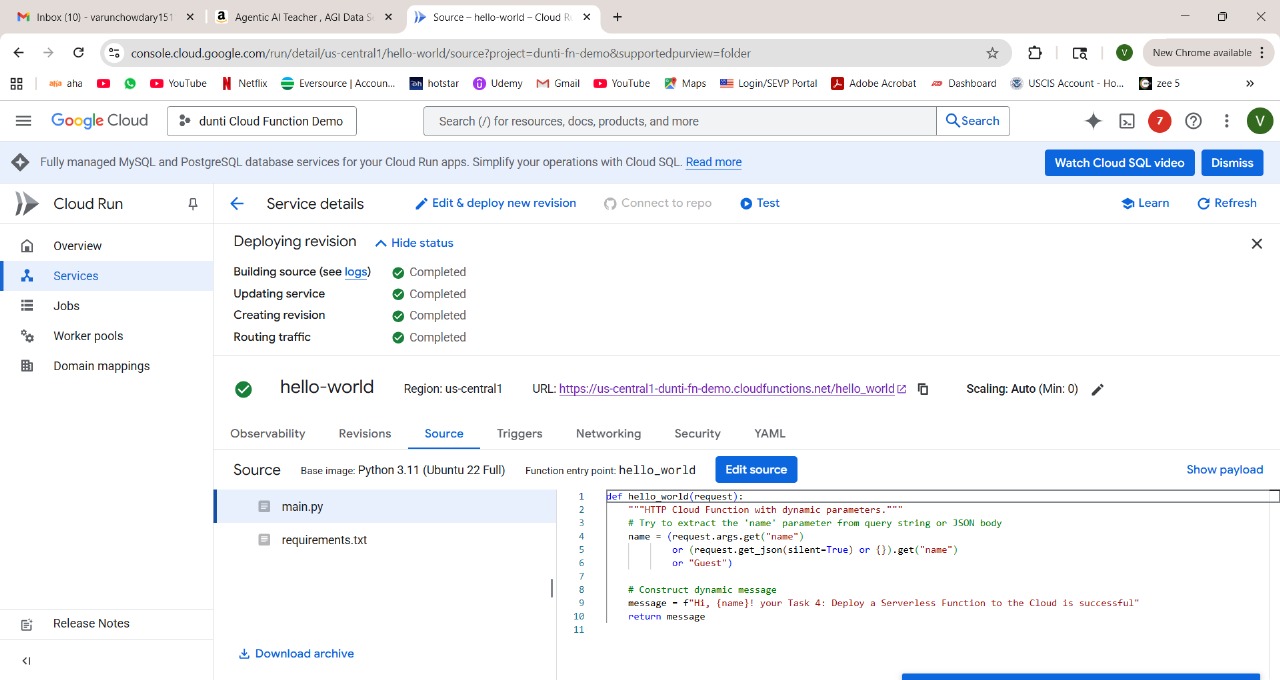 Inbox (10) - varunchowdary151
Agentic AI Teacher , AGI Data S
Source – hello-world – Cloud R
console.cloud.google.com/run/detail/us-central1/hello-world/source?project=dunti-fn-demo&supportedpurview=folder
V
New Chrome available
aha aha
YouTube
Netflix
Eversource | Accoun...
hotstar
Udemy
Gmail
YouTube
Maps
Login/SEVP Portal
Adobe Acrobat
Dashboard
USCIS Account - Ho...
zee 5
»
Google Cloud
dunti Cloud Function Demo
Search (/) for resources, docs, products, and more
Search
7
V
Fully managed MySQL and PostgreSQL database services for your Cloud Run apps. Simplify your operations with Cloud SQL. Read more
Watch Cloud SQL video
Dismiss
Cloud Run
Service details
Edit & deploy new revision
Connect to repo
Test
Learn
Refresh
Overview
Services
Jobs
Worker pools
Domain mappings
Release Notes
Deploying revision
Hide status
Building source (see logs) Completed
Updating service Completed
Creating revision Completed
Routing traffic Completed
hello-world
Region: us-central1
URL: https://us-central1-dunti-fn-demo.cloudfunctions.net/hello_world
Scaling: Auto (Min: 0)
Observability
Revisions
Source
Triggers
Networking
Security
YAML
Source
Base image: Python 3.11 (Ubuntu 22 Full)
Function entry point: hello_world
Edit source
Show payload
main.py
requirements.txt
Download archive
1 def hello_world(request):
2 """HTTP Cloud Function with dynamic parameters."""
3 # Try to extract the 'name' parameter from query string or JSON body
4 name = (request.args.get("name")
5 or (request.get_json(silent=True) or {}).get("name")
6 or "Guest")
7
8 # Construct dynamic message
9 message = f"Hi, {name}! your Task 4: Deploy a Serverless Function to the Cloud is successful"
10 return message
11